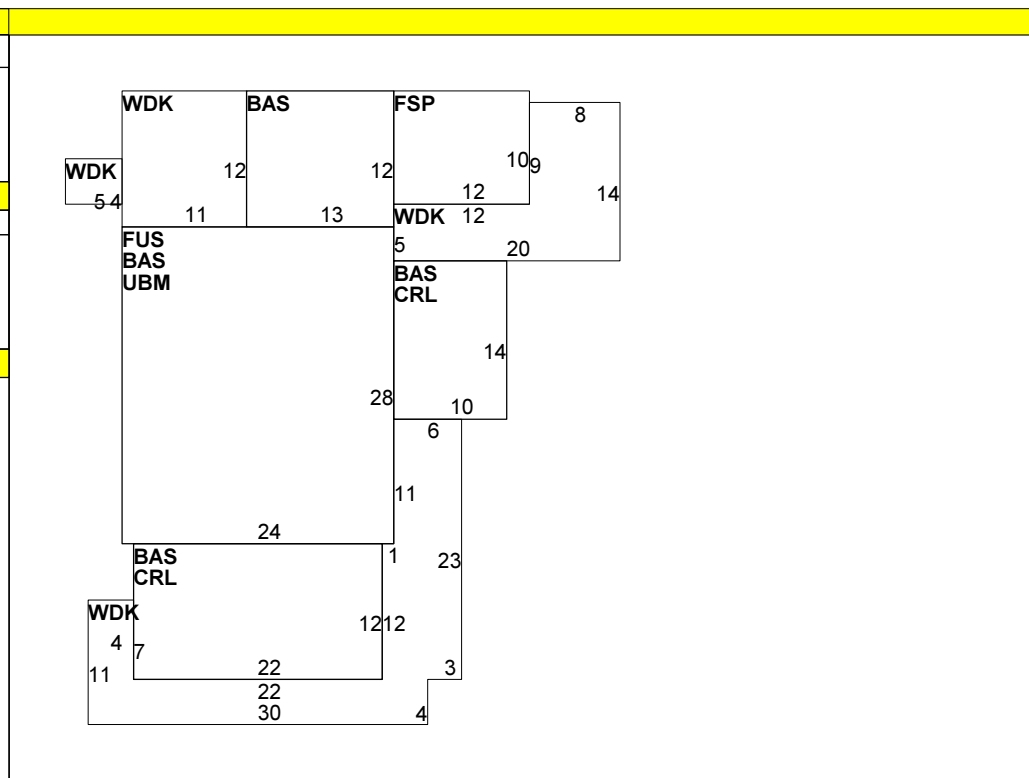 WDK BAS FSP
8
WDK 12 12 10 9
5 4 12 14
11 13 WDK 12
FUS 5 20
BAS BAS
UBM CRL
14
28 10
6
11
24
BAS 1 23
CRL
WDK 12 12
4 7
11 22 3
22
30 4